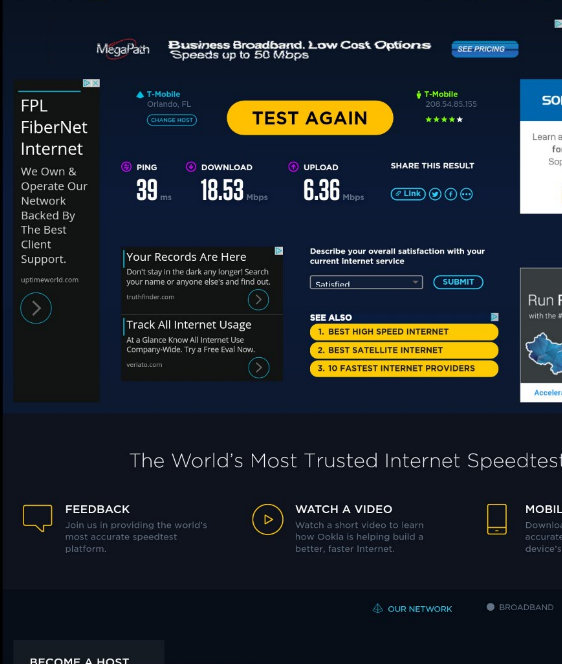 MegaPath
Business Broadband. Low Cost Options
Speeds up to 50 Mbps
SEE PRICING
FPL
FiberNet
Internet
We Own &
Operate Our
Network
Backed By
The Best
Client
Support.
uptimeworld.com
T-Mobile
Orlando, FL
CHANGE HOST
TEST AGAIN
T-Mobile
208.54.85.155
PING
39 ms
DOWNLOAD
18.53 Mbps
UPLOAD
6.36 Mbps
SHARE THIS RESULT
Link
Your Records Are Here
Don't stay in the dark any longer! Search
your name or anyone else's and find out.
truthfinder.com
Track All Internet Usage
At a Glance Know All Internet Use
Company-Wide. Try a Free Eval Now.
veriato.com
Describe your overall satisfaction with your
current Internet service
Satisfied
SUBMIT
SEE ALSO
1. BEST HIGH SPEED INTERNET
2. BEST SATELLITE INTERNET
3. 10 FASTEST INTERNET PROVIDERS
Learn a
fo
Sop
Run
with the #
Acceler
The World's Most Trusted Internet Speedtest
FEEDBACK
Join us in providing the world's
most accurate speedtest
platform.
WATCH A VIDEO
Watch a short video to learn
how Ookla is helping build a
better, faster Internet.
MOBIL
Downloa
accurate
device's
OUR NETWORK
BROADBAND
BECOME A HOST